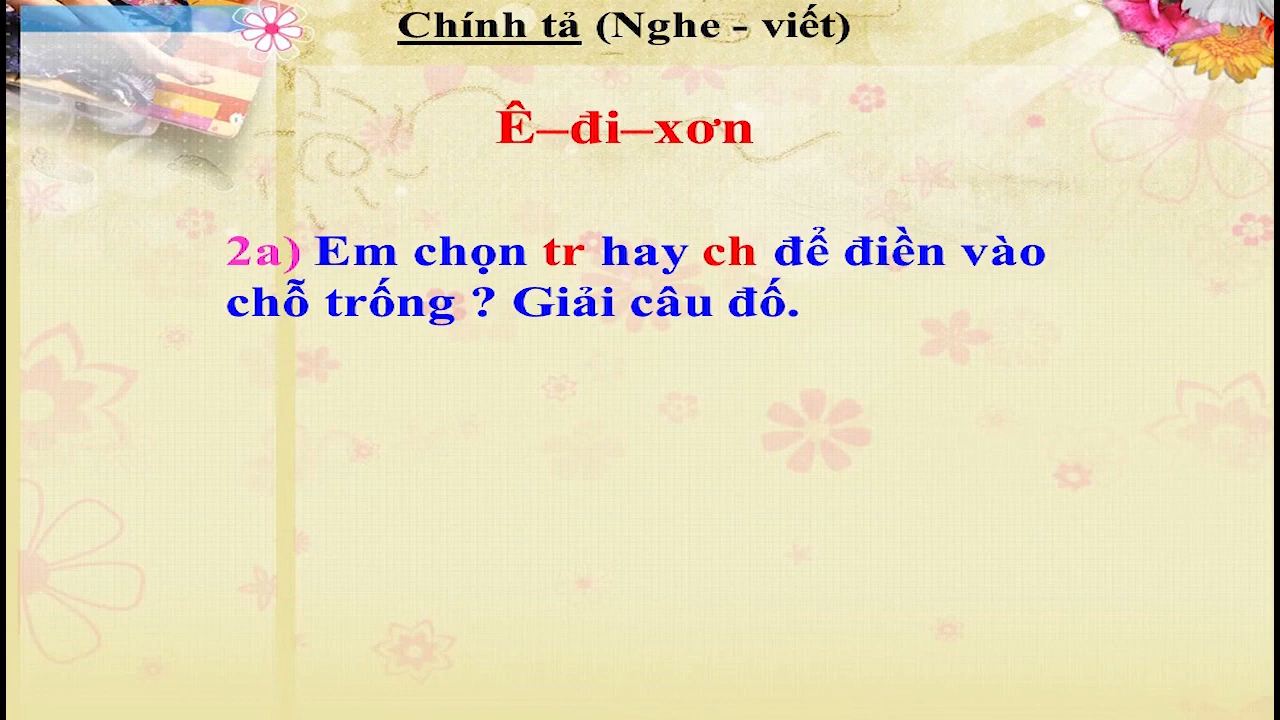 Chính tả (Nghe - viết)
Ê–đi–xơn
2a) Em chọn tr hay ch để điền vào
chỗ trống ? Giải câu đố.